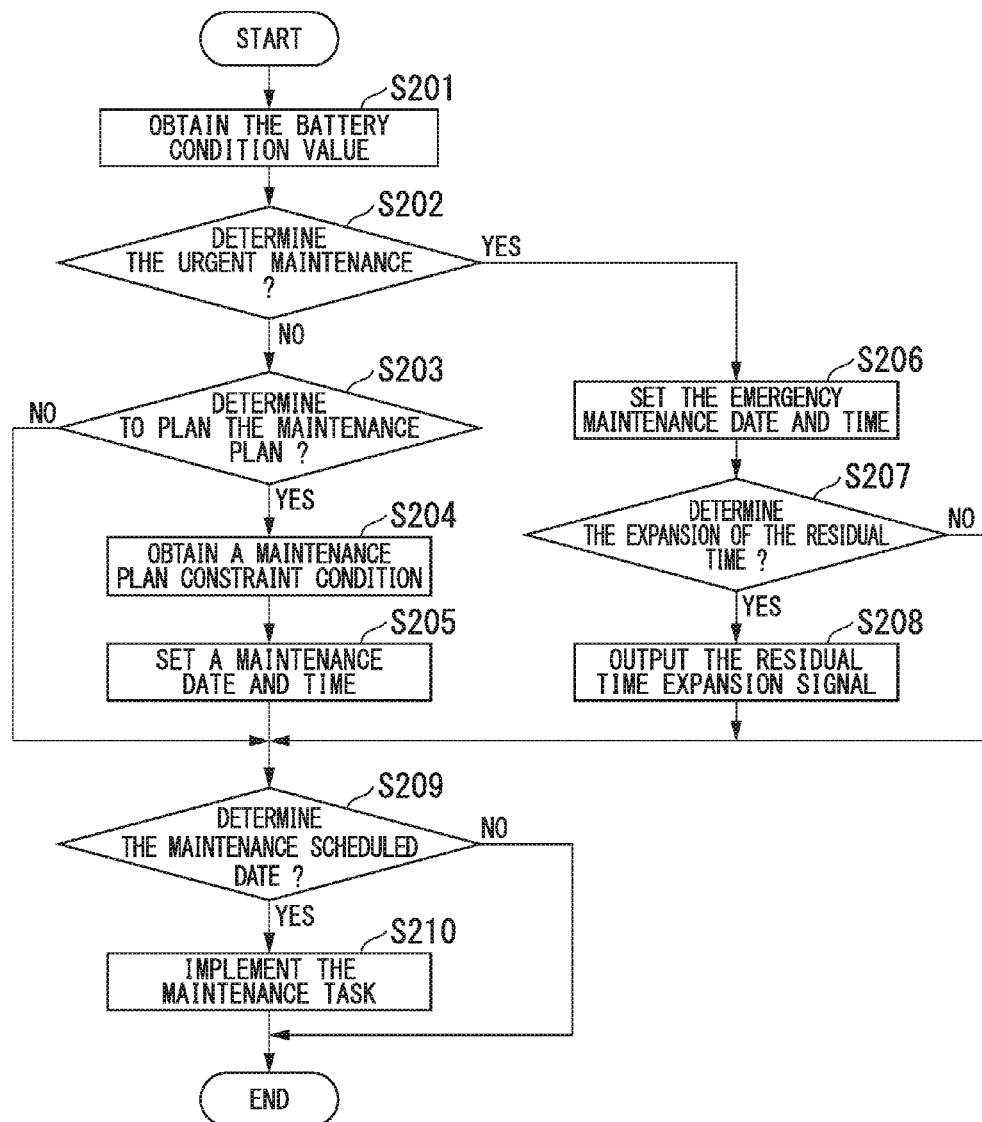 START
S201
OBTAIN THE BATTERY
CONDITION VALUE
S202
DETERMINE
THE URGENT MAINTENANCE
?
YES
NO
S203
DETERMINE
TO PLAN THE MAINTENANCE
PLAN ?
NO
YES
S204
OBTAIN A MAINTENANCE
PLAN CONSTRAINT CONDITION
S205
SET A MAINTENANCE
DATE AND TIME
S206
SET THE EMERGENCY
MAINTENANCE DATE AND TIME
S207
DETERMINE
THE EXPANSION OF THE RESIDUAL
TIME ?
NO
YES
S208
OUTPUT THE RESIDUAL
TIME EXPANSION SIGNAL
S209
DETERMINE
THE MAINTENANCE SCHEDULED
DATE ?
NO
YES
S210
IMPLEMENT THE
MAINTENANCE TASK
END